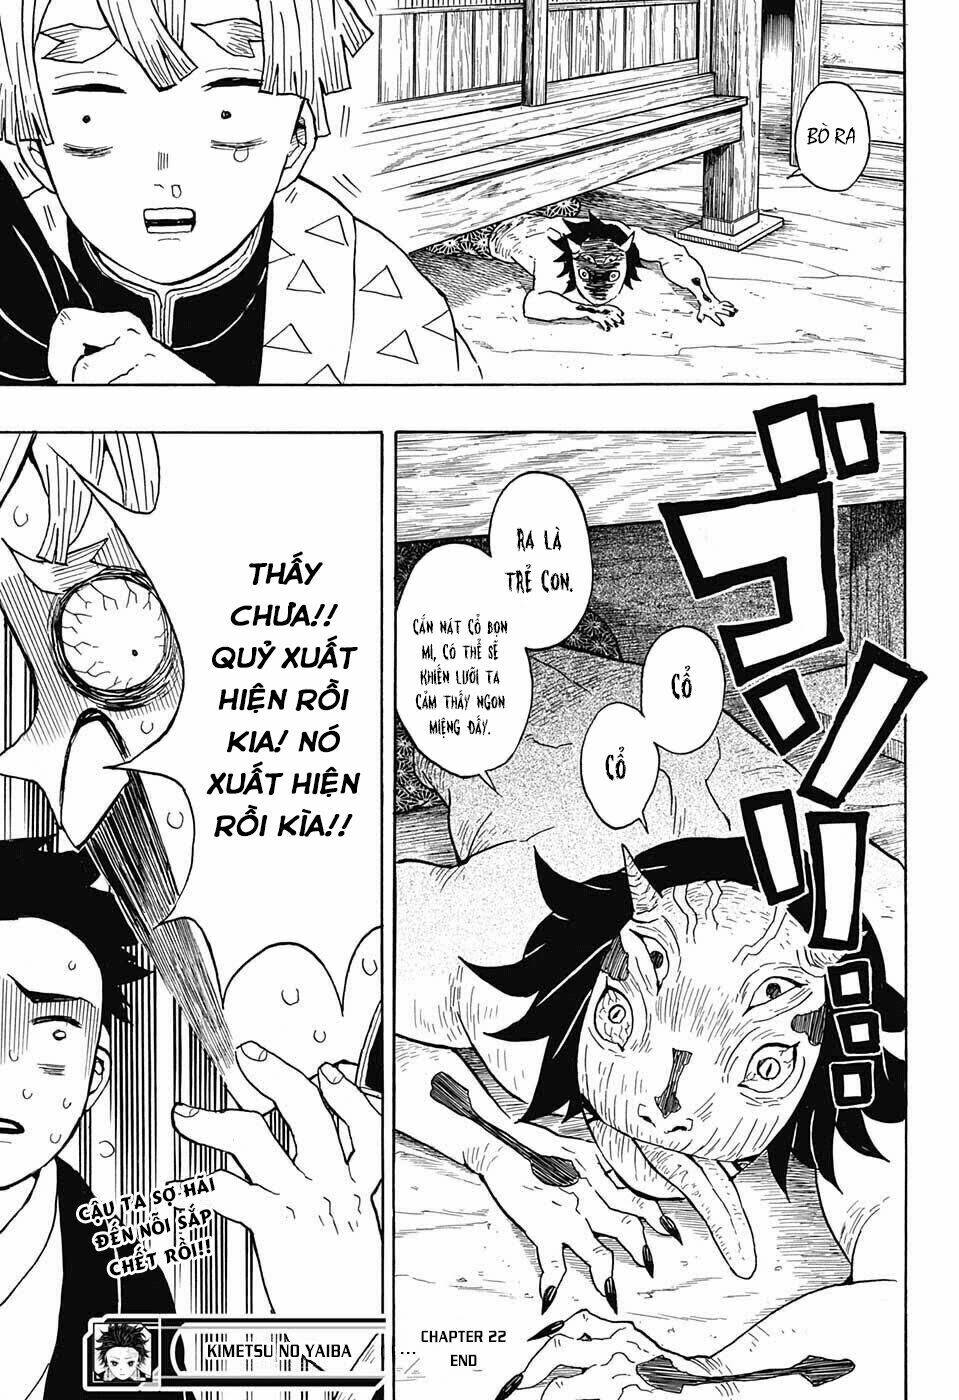 BÒ RA
ゴ゛ロ
RA LÀ
TRẺ CON.
CẮN NÁT CỔ BỌN
MI, CÓ THỂ SẼ
KHIẾN LƯỠI TA
CẢM THẤY NGON
MIỆNG ĐẤY.
CỔ
CỔ
THẤY
CHƯA!!
QUỶ XUẤT
HIỆN RỒI
KIA! NÓ
XUẤT HIỆN
RỒI KÌA!!
CẬU TA SỢ HÃI
ĐẾN NỖI SẮP
CHẾT RỒI!!
KIMETSU NO YAIBA
...
CHAPTER 22
END